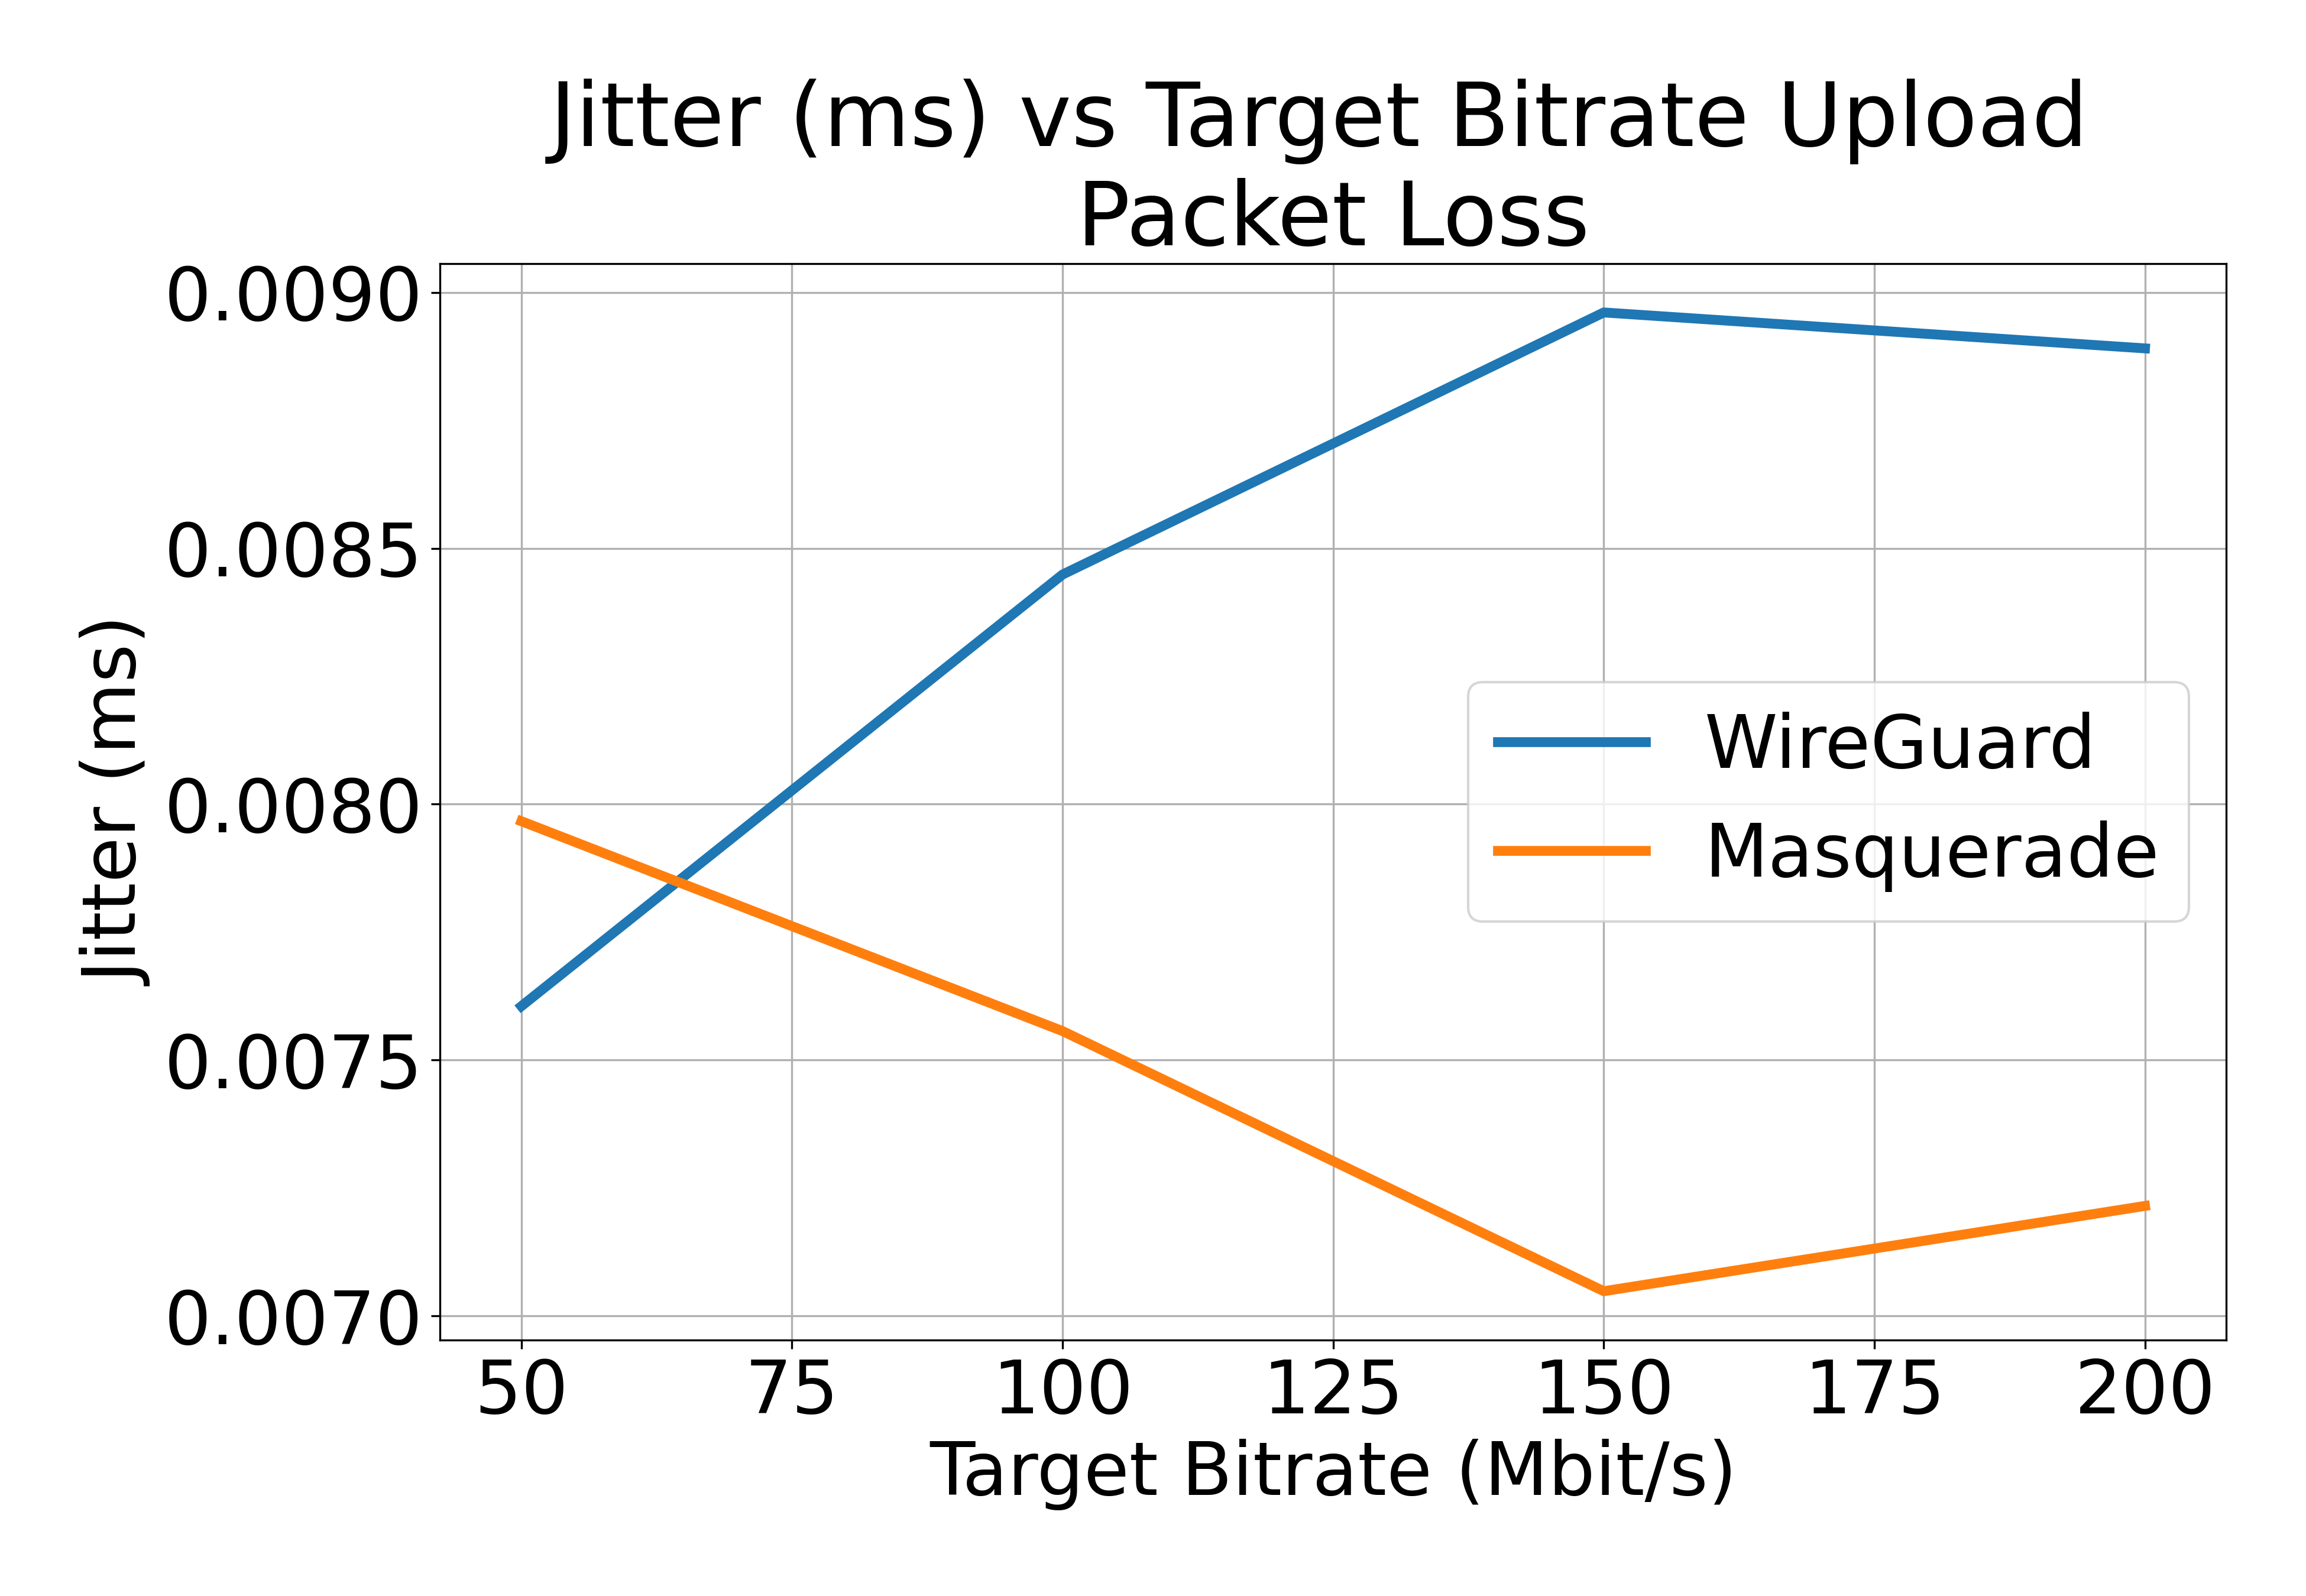 Jitter (ms) vs Target Bitrate Upload
Packet Loss
0.0090
0.0085
0.0080
0.0075
0.0070
Jitter (ms)
WireGuard
Masquerade
50 75 100 125 150 175 200
Target Bitrate (Mbit/s)